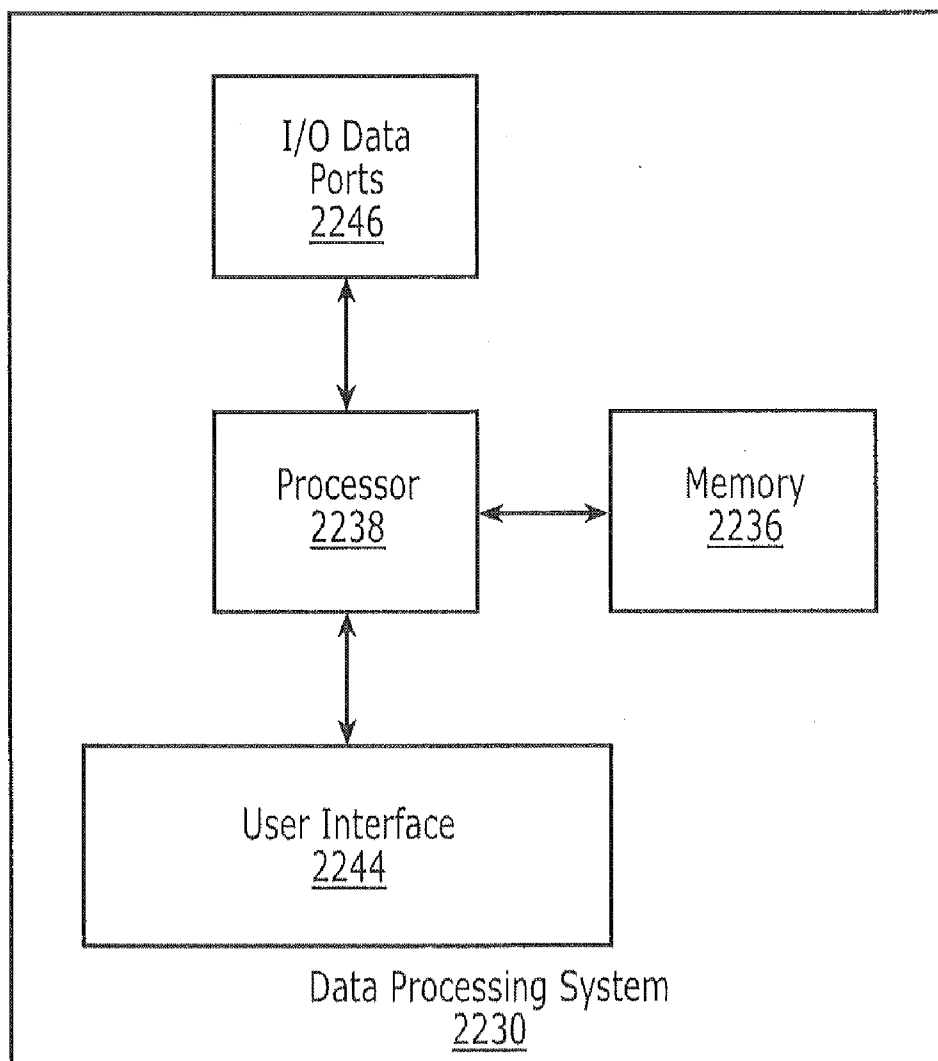 I/O Data
Ports
2246
Processor
2238
Memory
2236
User Interface
2244
Data Processing System
2230